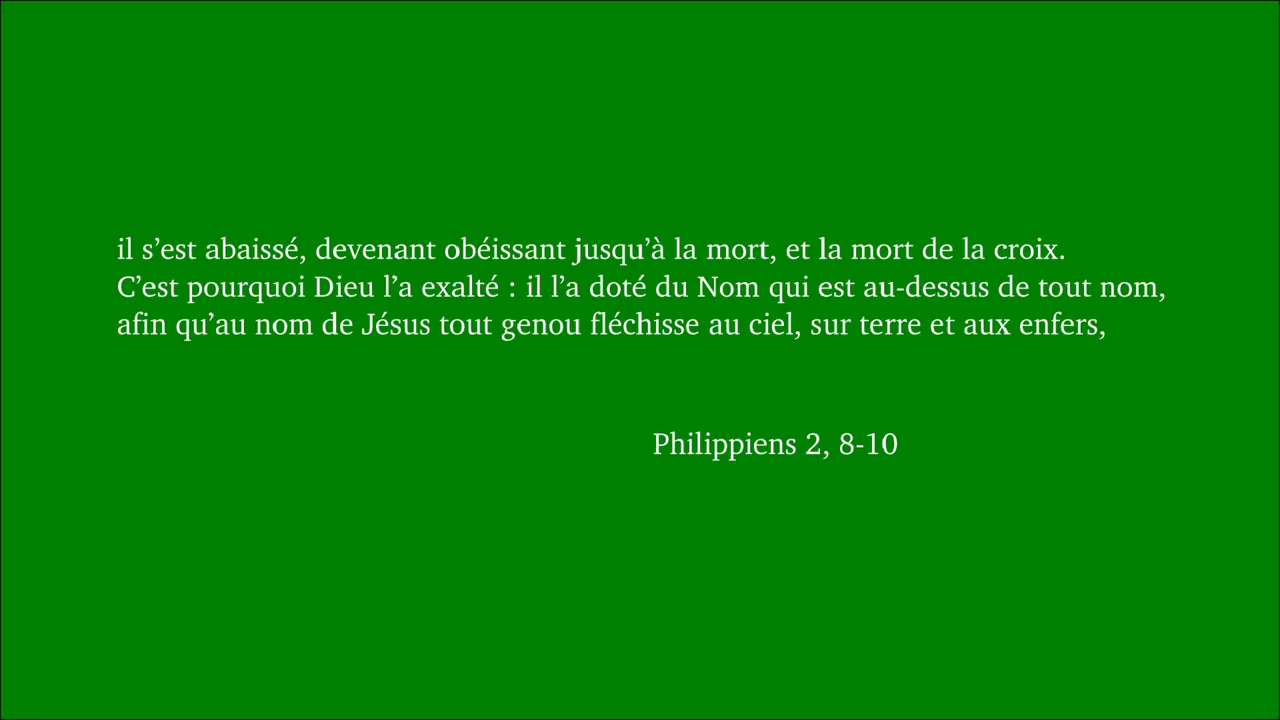 il s’est abaissé, devenant obéissant jusqu’à la mort, et la mort de la croix.
C’est pourquoi Dieu l’a exalté : il l’a doté du Nom qui est au-dessus de tout nom,
afin qu’au nom de Jésus tout genou fléchisse au ciel, sur terre et aux enfers,
Philippiens 2, 8-10